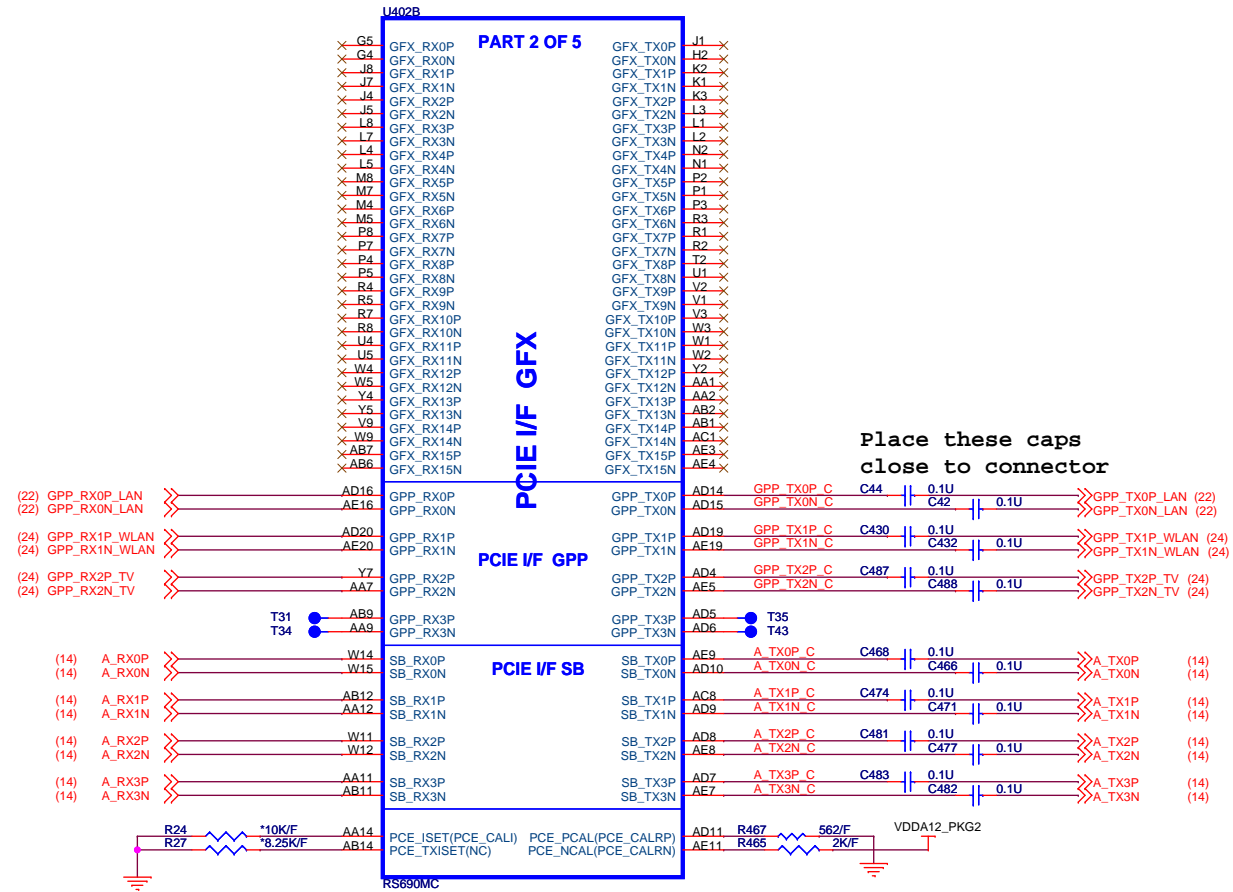 U402B
PART 2 OF 5
G5 GFX_RX0P GFX_TX0P J1
G4 GFX_RX0N GFX_TX0N H2
J8 GFX_RX1P GFX_TX1P K2
J7 GFX_RX1N GFX_TX1N K1
J4 GFX_RX2P GFX_TX2P K3
J5 GFX_RX2N GFX_TX2N L3
L8 GFX_RX3P GFX_TX3P L1
L7 GFX_RX3N GFX_TX3N L2
L4 GFX_RX4P GFX_TX4P N2
L5 GFX_RX4N GFX_TX4N N1
M8 GFX_RX5P GFX_TX5P P2
M7 GFX_RX5N GFX_TX5N P1
M4 GFX_RX6P GFX_TX6P P3
M5 GFX_RX6N GFX_TX6N R3
P8 GFX_RX7P GFX_TX7P R1
P7 GFX_RX7N GFX_TX7N R2
P4 GFX_RX8P GFX_TX8P T2
P5 GFX_RX8N GFX_TX8N U1
R4 GFX_RX9P GFX_TX9P V2
R5 GFX_RX9N GFX_TX9N V1
R7 GFX_RX10P GFX_TX10P V3
R8 GFX_RX10N GFX_TX10N W3
U4 GFX_RX11P GFX_TX11P W1
U5 GFX_RX11N GFX_TX11N W2
W4 GFX_RX12P GFX_TX12P Y2
W5 GFX_RX12N GFX_TX12N AA1
Y4 GFX_RX13P GFX_TX13P AA2
Y5 GFX_RX13N GFX_TX13N AB2
V9 GFX_RX14P GFX_TX14P AB1
W9 GFX_RX14N GFX_TX14N AC1
AB7 GFX_RX15P GFX_TX15P AE3
AB6 GFX_RX15N GFX_TX15N AE4
PCIE I/F GFX
Place these caps
close to connector
(22) GPP_RX0P_LAN AD16 GPP_RX0P GPP_TX0P AD14 GPP_TX0P_C C44 0.1U GPP_TX0P_LAN (22)
(22) GPP_RX0N_LAN AE16 GPP_RX0N GPP_TX0N AD15 GPP_TX0N_C C42 0.1U GPP_TX0N_LAN (22)
(24) GPP_RX1P_WLAN AD20 GPP_RX1P GPP_TX1P AD19 GPP_TX1P_C C430 0.1U GPP_TX1P_WLAN (24)
(24) GPP_RX1N_WLAN AE20 GPP_RX1N GPP_TX1N AE19 GPP_TX1N_C C432 0.1U GPP_TX1N_WLAN (24)
PCIE I/F GPP
(24) GPP_RX2P_TV Y7 GPP_RX2P GPP_TX2P AD4 GPP_TX2P_C C487 0.1U GPP_TX2P_TV (24)
(24) GPP_RX2N_TV AA7 GPP_RX2N GPP_TX2N AE5 GPP_TX2N_C C488 0.1U GPP_TX2N_TV (24)
T31 AB9 GPP_RX3P GPP_TX3P AD5 T35
T34 AA9 GPP_RX3N GPP_TX3N AD6 T43
PCIE I/F SB
(14) A_RX0P W14 SB_RX0P SB_TX0P AE9 A_TX0P_C C468 0.1U A_TX0P (14)
(14) A_RX0N W15 SB_RX0N SB_TX0N AD10 A_TX0N_C C466 0.1U A_TX0N (14)
(14) A_RX1P AB12 SB_RX1P SB_TX1P AC8 A_TX1P_C C474 0.1U A_TX1P (14)
(14) A_RX1N AA12 SB_RX1N SB_TX1N AD9 A_TX1N_C C471 0.1U A_TX1N (14)
(14) A_RX2P W11 SB_RX2P SB_TX2P AD8 A_TX2P_C C481 0.1U A_TX2P (14)
(14) A_RX2N W12 SB_RX2N SB_TX2N AE8 A_TX2N_C C477 0.1U A_TX2N (14)
(14) A_RX3P AA11 SB_RX3P SB_TX3P AD7 A_TX3P_C C483 0.1U A_TX3P (14)
(14) A_RX3N AB11 SB_RX3N SB_TX3N AE7 A_TX3N_C C482 0.1U A_TX3N (14)
VDDA12_PKG2
R24 *10K/F AA14 PCE_ISET(PCE_CALI) PCE_PCAL(PCE_CALRP) AD11 R467 562/F
R27 *8.25K/F AB14 PCE_TXISET(NC) PCE_NCAL(PCE_CALRN) AE11 R465 2K/F
RS690MC